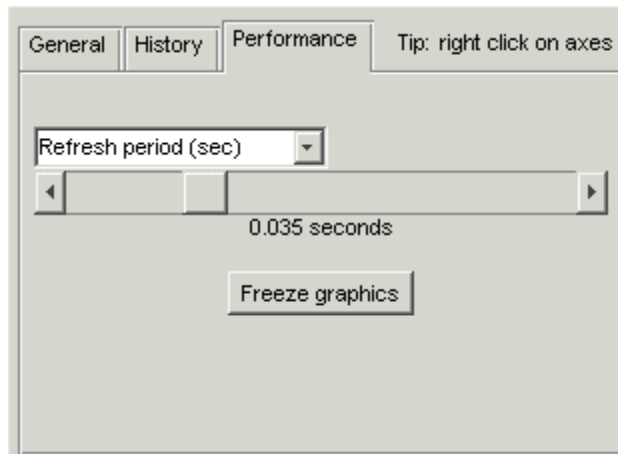 General History Performance Tip: right click on axes
Refresh period (sec)
0.035 seconds
Freeze graphics